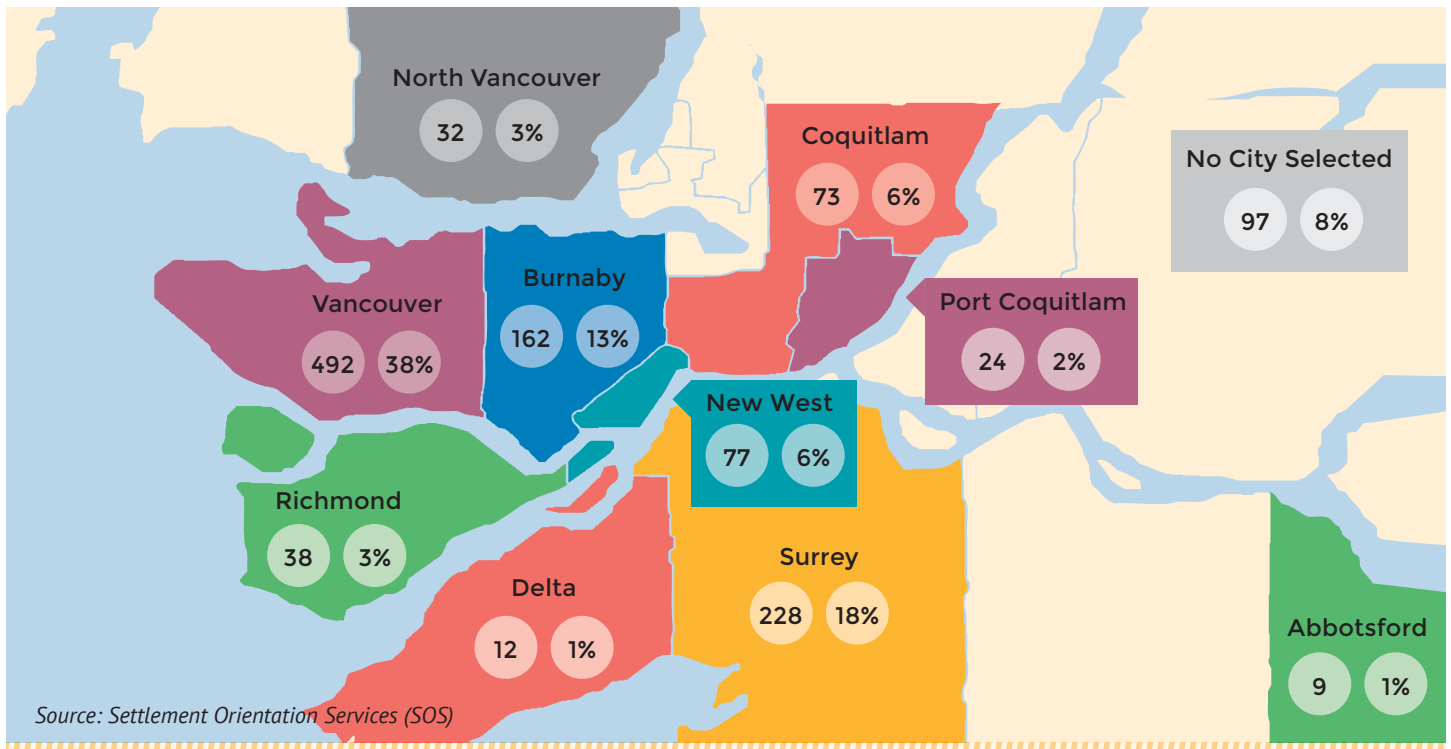 North Vancouver
32 3%
Coquitlam
73 6%
No City Selected
97 8%
Vancouver
492 38%
Burnaby
162 13%
Port Coquitlam
24 2%
New West
77 6%
Richmond
38 3%
Delta
12 1%
Surrey
228 18%
Abbotsford
9 1%
Source: Settlement Orientation Services (SOS)